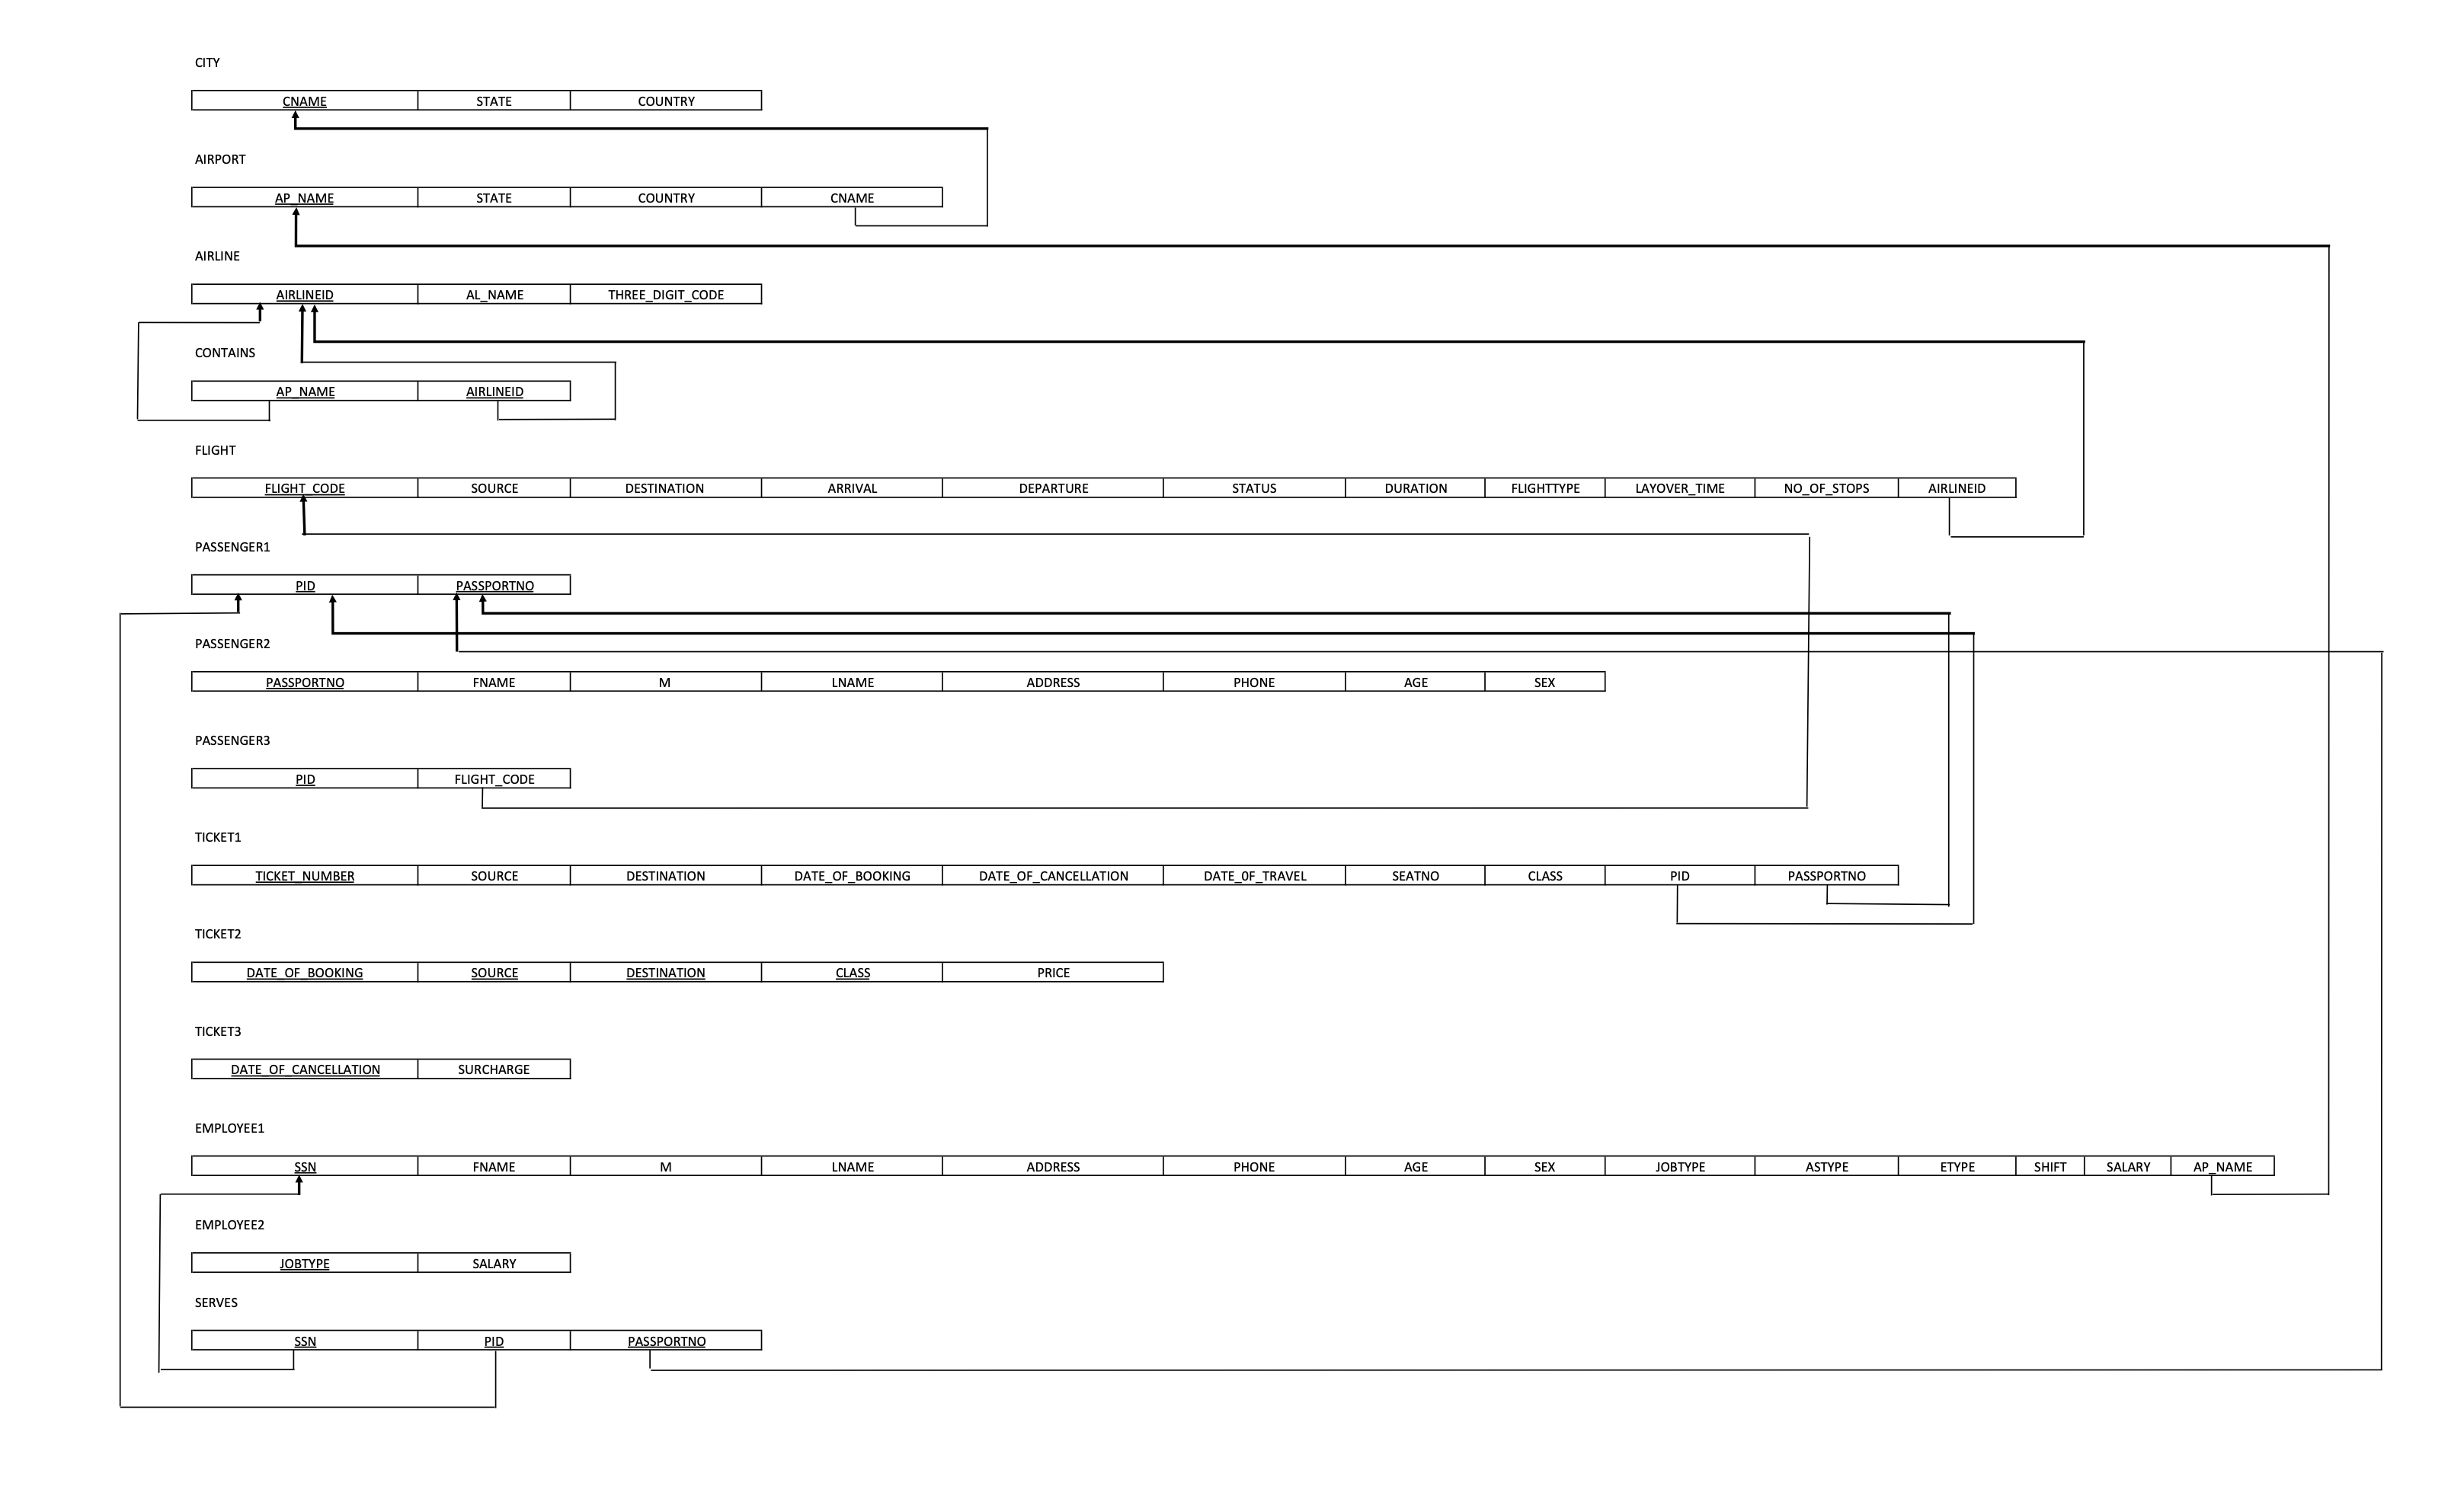 CITY
CNAME STATE COUNTRY
AIRPORT
AP_NAME STATE COUNTRY CNAME
AIRLINE
AIRLINEID AL_NAME THREE_DIGIT_CODE
CONTAINS
AP_NAME AIRLINEID
FLIGHT
FLIGHT_CODE SOURCE DESTINATION ARRIVAL DEPARTURE STATUS DURATION FLIGHTTYPE LAYOVER_TIME NO_OF_STOPS AIRLINEID
PASSENGER1
PID PASSPORTNO
PASSENGER2
PASSPORTNO FNAME M LNAME ADDRESS PHONE AGE SEX
PASSENGER3
PID FLIGHT_CODE
TICKET1
TICKET_NUMBER SOURCE DESTINATION DATE_OF_BOOKING DATE_OF_CANCELLATION DATE_0F_TRAVEL SEATNO CLASS PID PASSPORTNO
TICKET2
DATE_OF_BOOKING SOURCE DESTINATION CLASS PRICE
TICKET3
DATE_OF_CANCELLATION SURCHARGE
EMPLOYEE1
SSN FNAME M LNAME ADDRESS PHONE AGE SEX JOBTYPE ASTYPE ETYPE SHIFT SALARY AP_NAME
EMPLOYEE2
JOBTYPE SALARY
SERVES
SSN PID PASSPORTNO